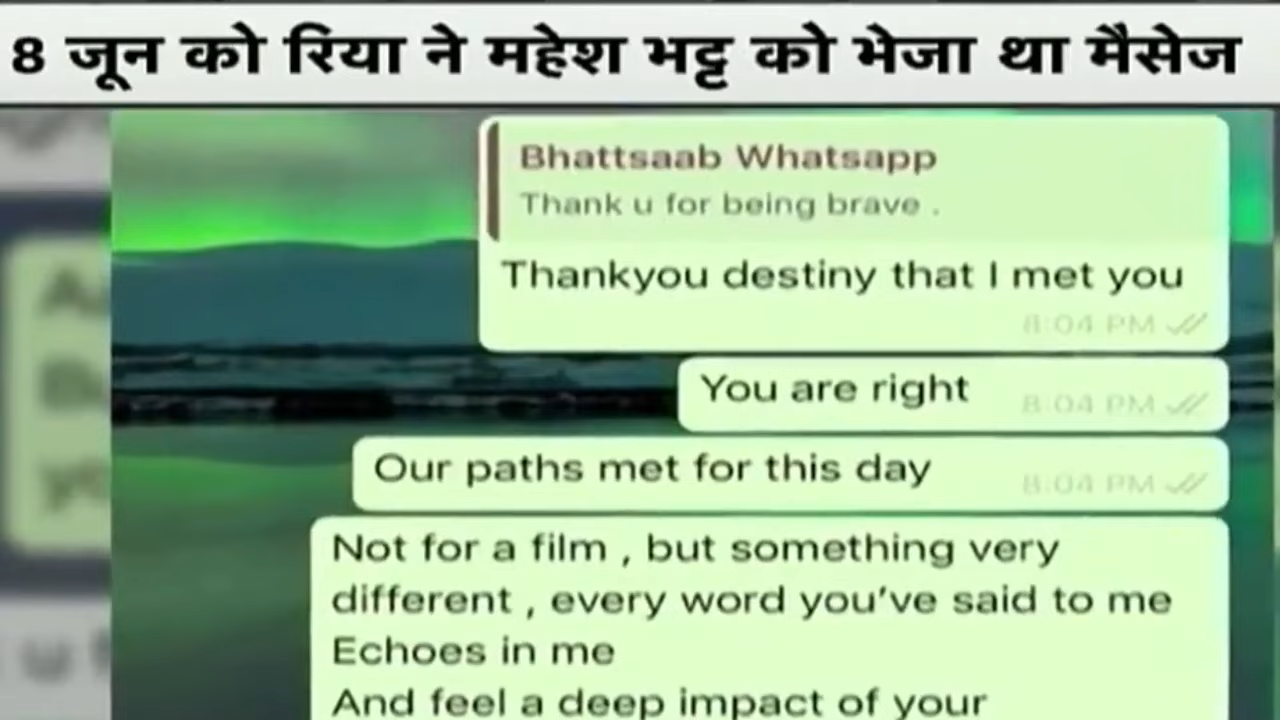 8 जून को रिया ने महेश भट्ट को भेजा था मैसेज
Bhattsaab Whatsapp
Thank u for being brave .
Thankyou destiny that I met you
8:04 PM
You are right
8:04 PM
Our paths met for this day
8:04 PM
Not for a film , but something very
different , every word you've said to me
Echoes in me
And feel a deep impact of your